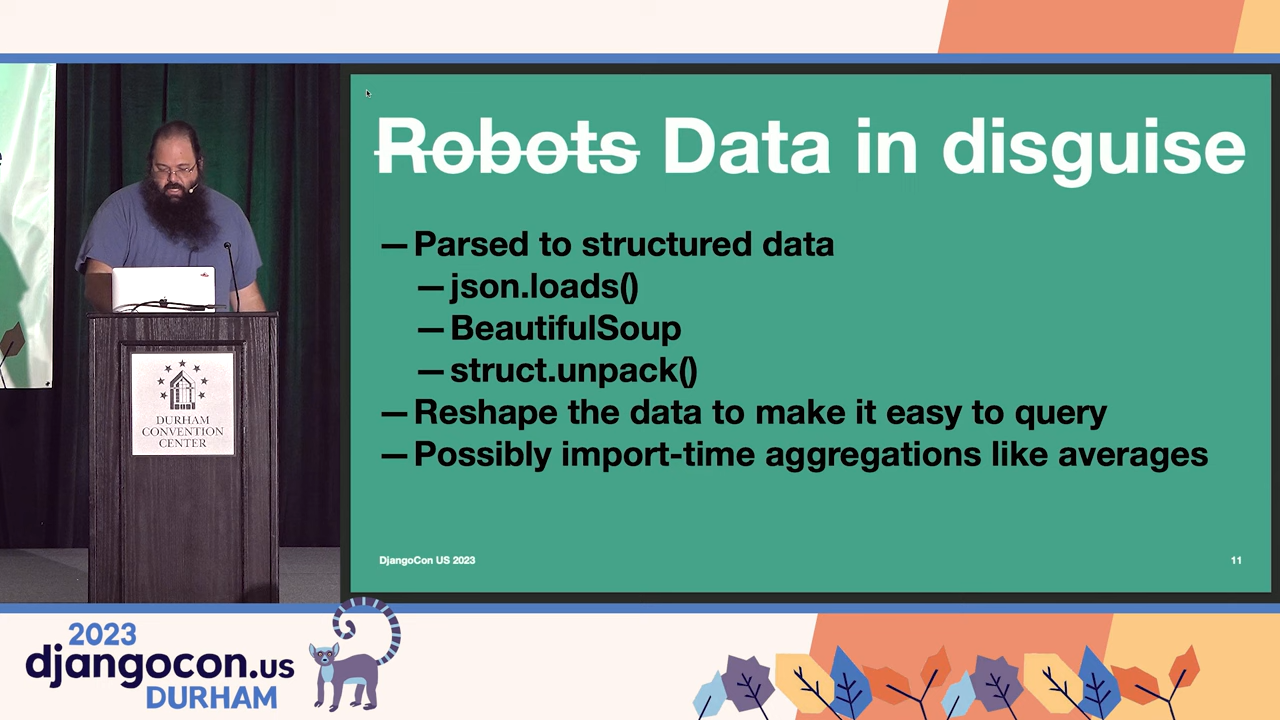 Robots Data in disguise
— Parsed to structured data
— json.loads()
— BeautifulSoup
— struct.unpack()
— Reshape the data to make it easy to query
— Possibly import-time aggregations like averages
DjangoCon US 2023
11
DURHAM
CONVENTION
CENTER
2023
djangocon.us
DURHAM